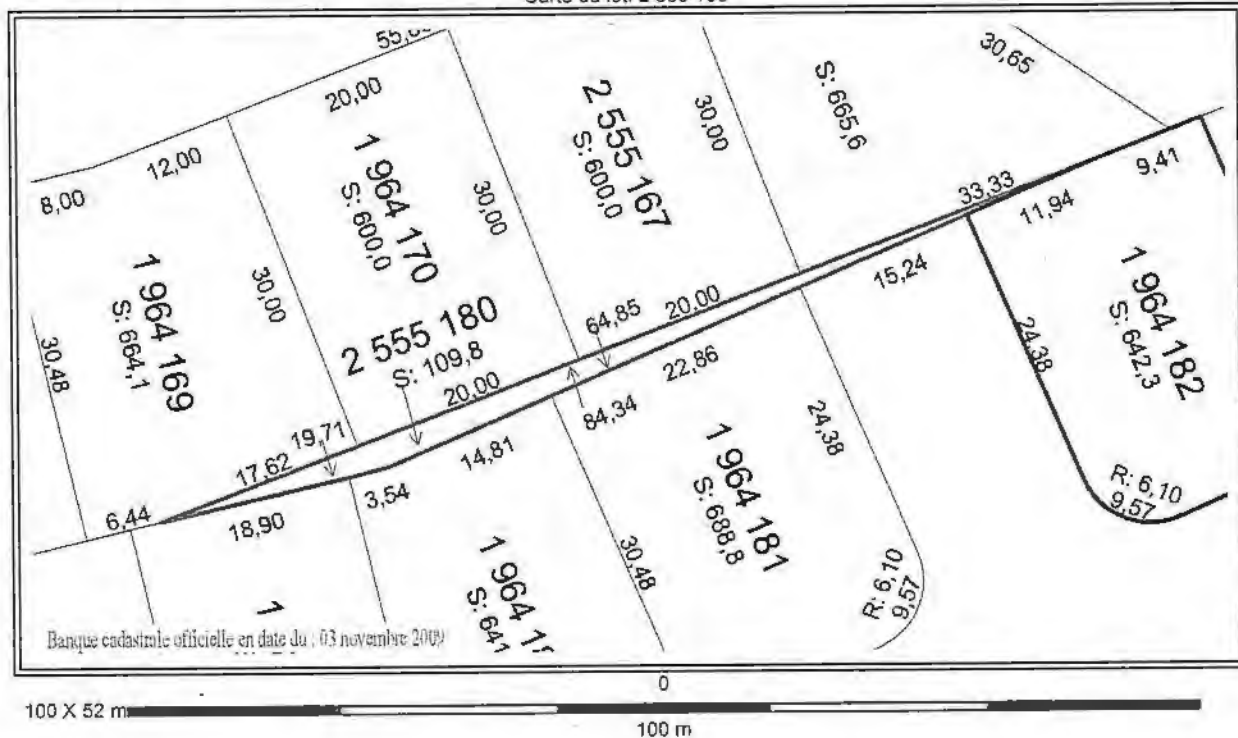 55,
30,65
20,00
12,00
8,00
2 555 167
S: 600,0
30,00
S: 665,6
1 964 170
S: 600,0
30,00
33,33
9,41
11,94
1 964 169
S: 664,1
30,00
30,48
2 555 180
S: 109,8
64,85
20,00
15,24
1 964 182
S: 642,3
24,38
20,00
22,86
84,34
19,71
17,62
14,81
24,38
1 964 181
S: 688,8
3,54
6,44
18,90
R: 6,10
9,57
30,48
1 964
S: 641
R: 6,10
9,57
1
Banque cadastrale officielle en date du : 03 novembre 2009
0
100 X 52 m
100 m